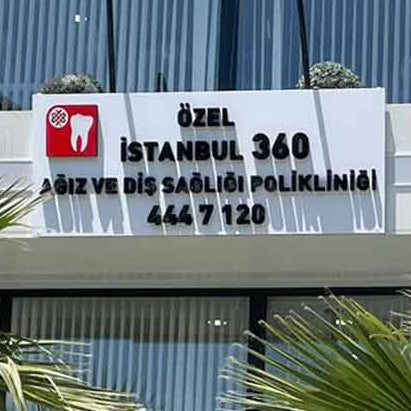 ÖZEL
İSTANBUL 360
AĞIZ VE DİŞ SAĞLIĞI POLİKLİNİĞİ
444 7 120